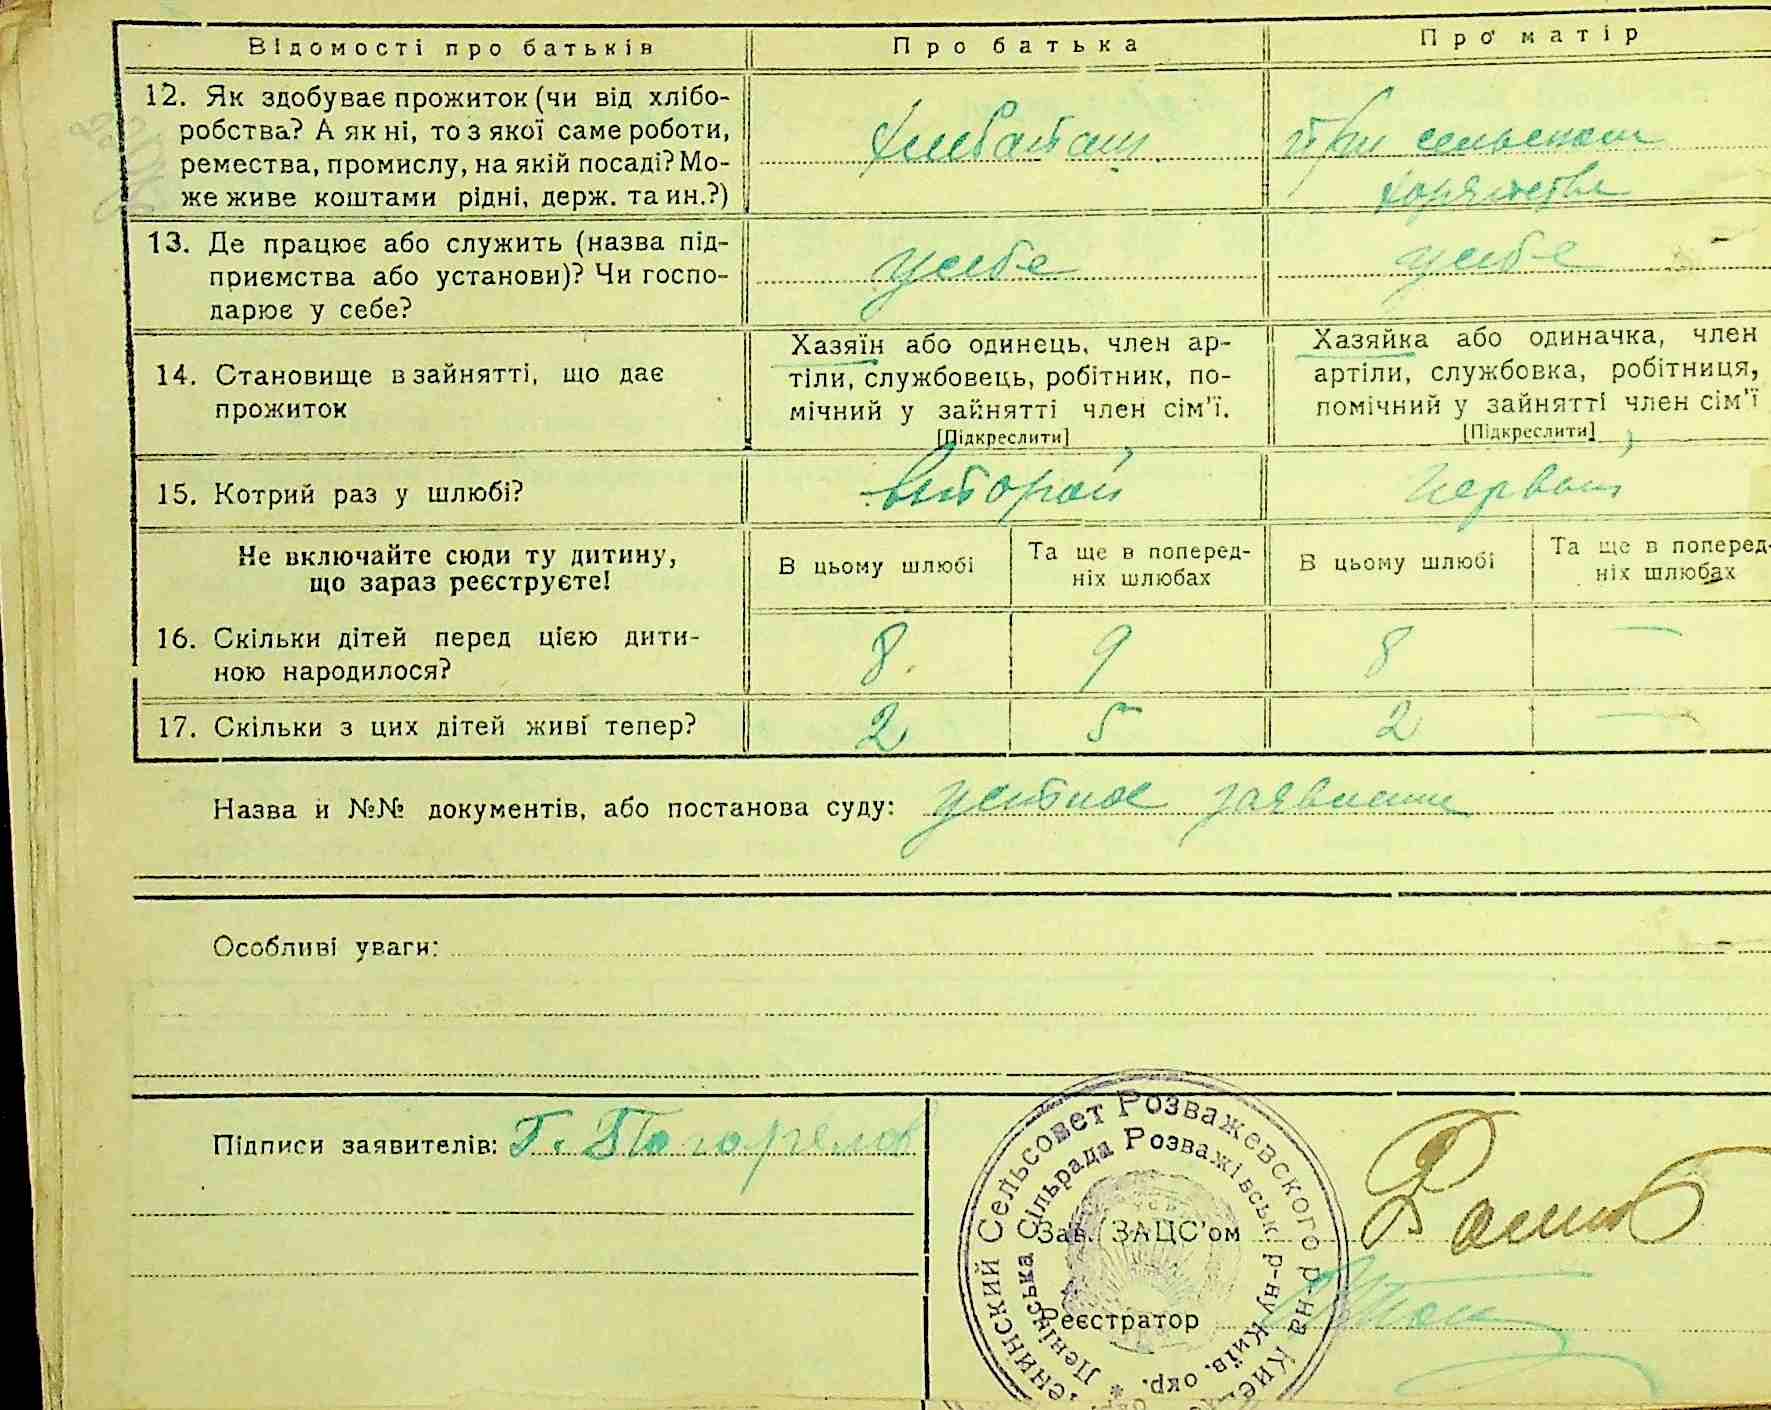 Відомості про батьків
Про батька
Про матір
12. Як здобуває прожиток (чи від хлібо-
робства? А як ні, то з якої саме роботи,
ремества, промислу, на якій посаді? Мо-
же живе коштами рідні, держ. та ин.?)
при сельском
13. Де працює або служить (назва під-
приємства або установи)? Чи госпо-
дарює у себе?
у себе
у себе
14. Становище в зайнятті, що дає
прожиток
Хазяїн або одинець, член ар-
тіли, службовець, робітник, по-
мічний у зайнятті член сім'ї.
[Підкреслити]
Хазяйка або одиначка, член
артіли, службовка, робітниця,
помічний у зайнятті член сім'ї
[Підкреслити]
15. Котрий раз у шлюбі?
второй
первый
Не включайте сюди ту дитину,
що зараз реєструєте!
В цьому шлюбі
Та ще в поперед-
ніх шлюбах
В цьому шлюбі
Та ще в поперед-
ніх шлюбах
16. Скільки дітей перед цією дити-
ною народилося?
8. 9 8 —
17. Скільки з цих дітей живі тепер?
2 5 2 —
Назва й №№ документів, або постанова суду: устное заявление
Особливі уваги:
Підписи заявителів: Г. Погорелов
Зав. (ЗАЦС'ом
Реєстратор
Ленинский Сельсовет Розважевского р-на Киев
Ленінська Сільрада Розважівськ. р-ну Київ. окр. *